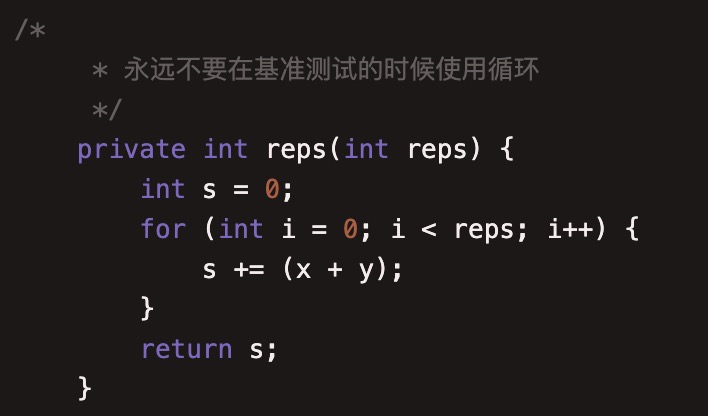 /*
* 永远不要在基准测试的时候使用循环
*/
private int reps(int reps) {
int s = 0;
for (int i = 0; i < reps; i++) {
s += (x + y);
}
return s;
}